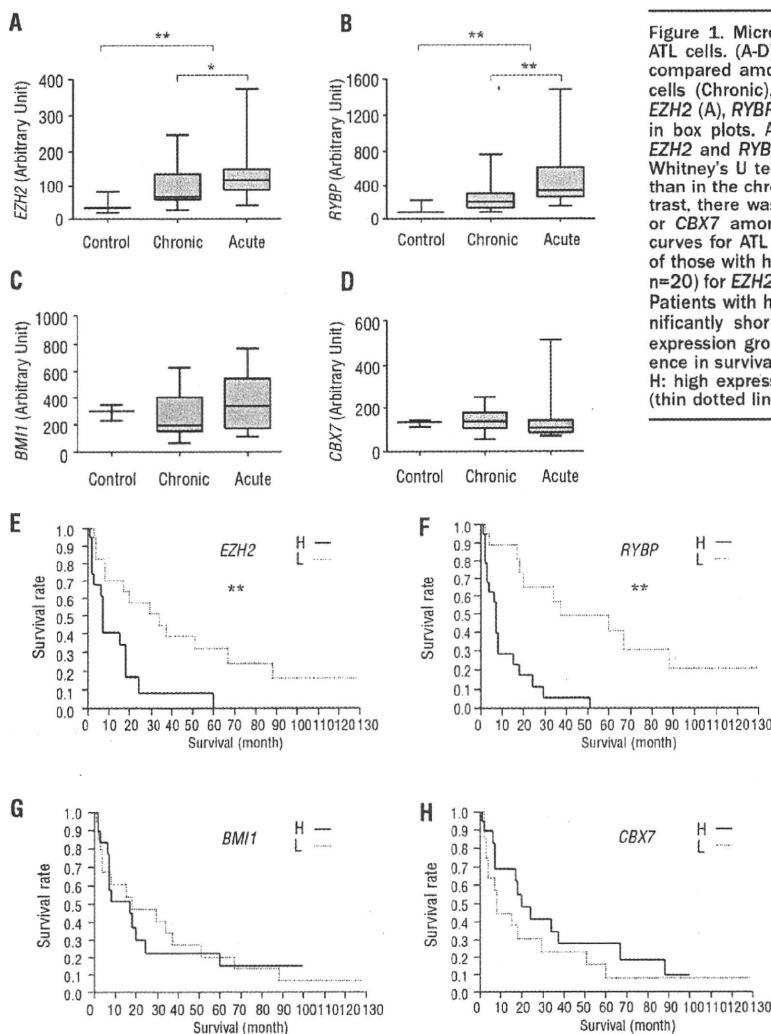 A
**
*
EZH2 (Arbitrary Unit)
400
300
200
100
0
Control Chronic Acute
B
**
**
RYBP (Arbitrary Unit)
1600
1200
800
400
0
Control Chronic Acute
Figure 1. Micro
ATL cells. (A-D)
compared amo
cells (Chronic),
EZH2 (A), RYBP
in box plots. A
EZH2 and RYB
Whitney's U te
than in the chro
trast, there was
or CBX7 amon
curves for ATL
of those with h
n=20) for EZH2
Patients with h
nificantly short
expression grou
ence in surviva
H: high express
(thin dotted lin
C
BMI1 (Arbitrary Unit)
1000
800
600
400
200
0
Control Chronic Acute
D
CBX7 (Arbitrary Unit)
600
400
200
0
Control Chronic Acute
E
EZH2
**
H
L
Survival rate
1.0
0.9
0.8
0.7
0.6
0.5
0.4
0.3
0.2
0.1
0.0
0 10 20 30 40 50 60 70 80 90 100110120130
Survival (month)
F
RYBP
**
H
L
Survival rate
1.0
0.9
0.8
0.7
0.6
0.5
0.4
0.3
0.2
0.1
0.0
0 10 20 30 40 50 60 70 80 90 100110120130
Survival (month)
G
BMI1
H
L
Survival rate
1.0
0.9
0.8
0.7
0.6
0.5
0.4
0.3
0.2
0.1
0.0
0 10 20 30 40 50 60 70 80 90 100110120130
Survival (month)
H
CBX7
H
L
Survival rate
1.0
0.9
0.8
0.7
0.6
0.5
0.4
0.3
0.2
0.1
0.0
0 10 20 30 40 50 60 70 80 90 100110120130
Survival (month)